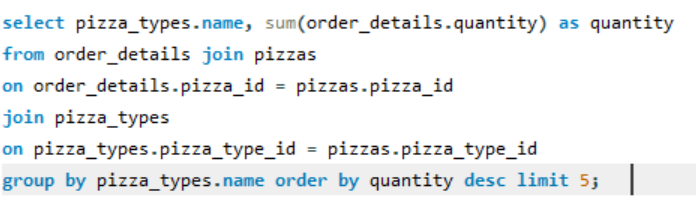 select pizza_types.name, sum(order_details.quantity) as quantity
from order_details join pizzas
on order_details.pizza_id = pizzas.pizza_id
join pizza_types
on pizza_types.pizza_type_id = pizzas.pizza_type_id
group by pizza_types.name order by quantity desc limit 5;